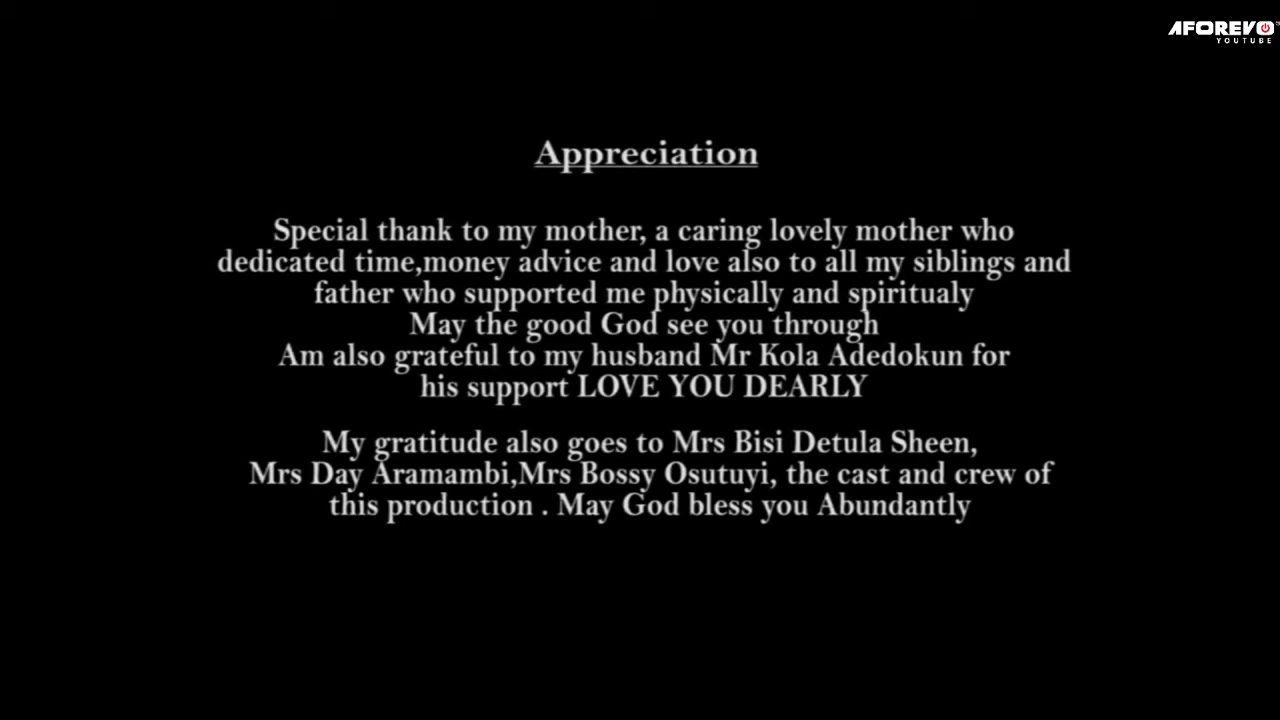 AFOREVO
YOUTUBE
Appreciation
Special thank to my mother, a caring lovely mother who
dedicated time,money advice and love also to all my siblings and
father who supported me physically and spiritualy
May the good God see you through
Am also grateful to my husband Mr Kola Adedokun for
his support LOVE YOU DEARLY
My gratitude also goes to Mrs Bisi Detula Sheen,
Mrs Day Aramambi,Mrs Bossy Osutuyi, the cast and crew of
this production . May God bless you Abundantly